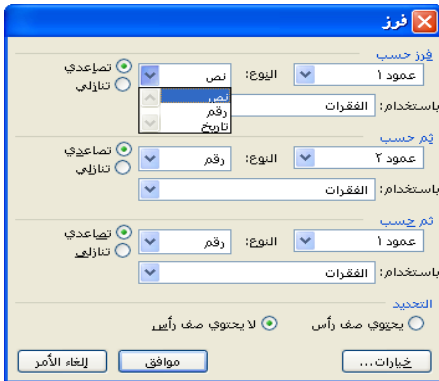 فرز
فرز حسب
عمود ١ النوع: نص تصاعدي
تنازلي
نص
باستخدام: الفقرات رقم
تاريخ
ثم حسب
عمود ٢ النوع: رقم تصاعدي
تنازلي
باستخدام: الفقرات
ثم حسب
عمود ١ النوع: رقم تصاعدي
تنازلي
باستخدام: الفقرات
التحديد
يحتوي صف رأس لا يحتوي صف رأس
خيارات... موافق إلغاء الأمر